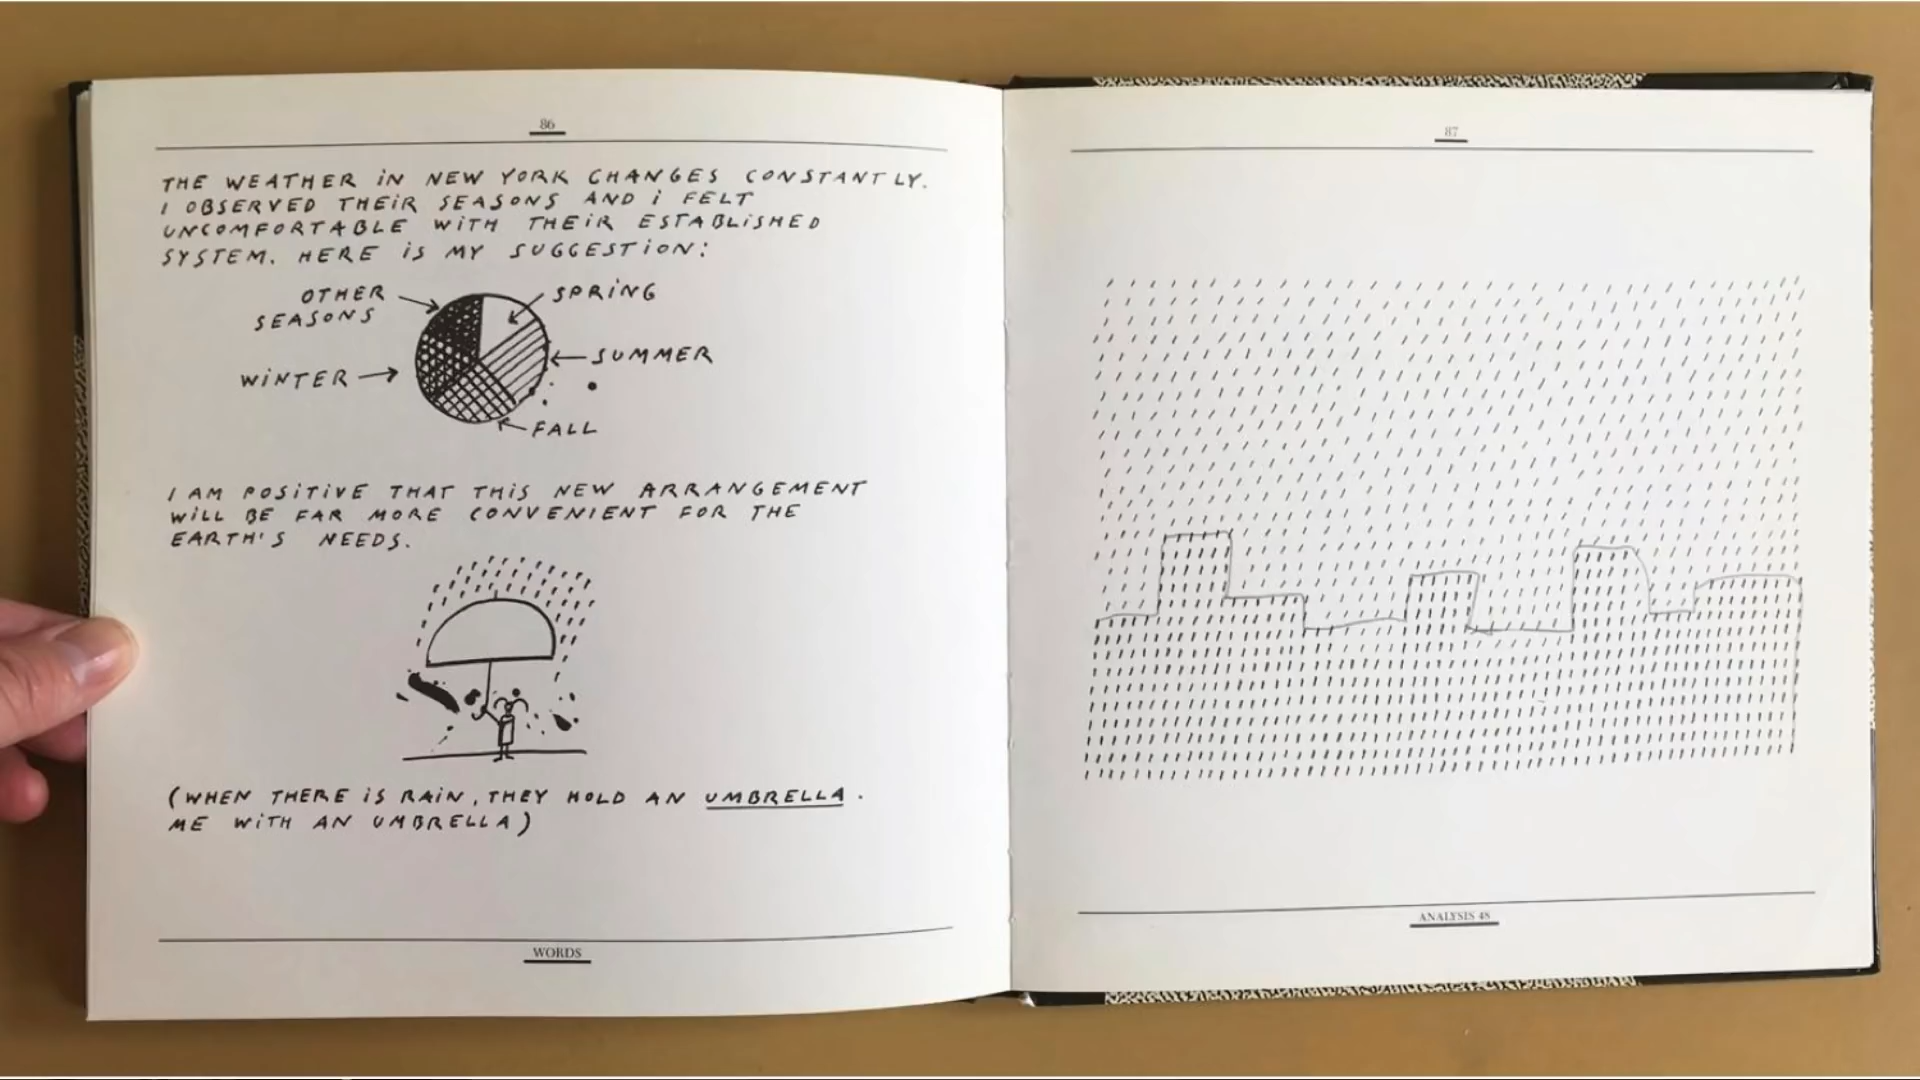 86
THE WEATHER iN NEW YORK CHANGES CONSTANTLY.
I OBSERVED THEiR SEASONS AND i FELT
UNCOMFORTABLE WiTH THEiR ESTABLiSHED
SYSTEM. HERE iS MY SUGGESTiON:
OTHER
SEASONS
SPRiNG
SUMMER
WiNTER
FALL
I AM POSiTiVE THAT THiS NEW ARRANGEMENT
WiLL BE FAR MORE CONVENiENT FOR THE
EARTH'S NEEDS.
(WHEN THERE iS RAiN, THEY HOLD AN UMBRELLA.
ME WiTH AN UMBRELLA)
WORDS
87
ANALYSIS 48